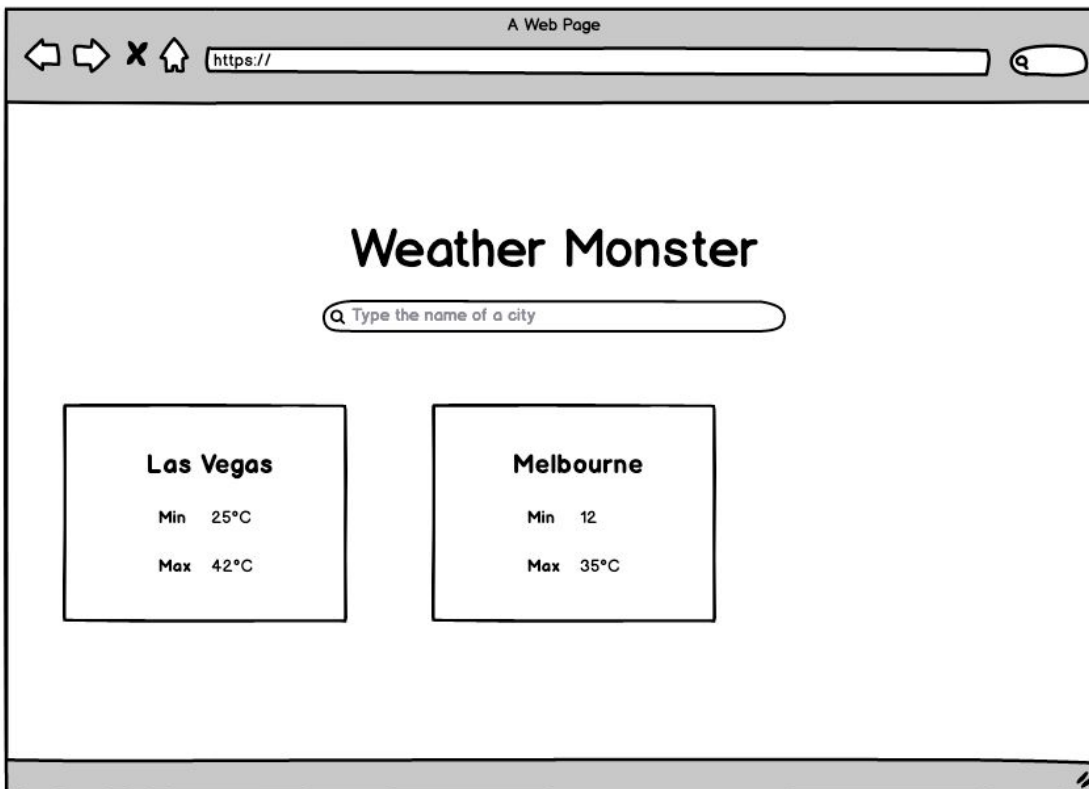 A Web Page
https://
Weather Monster
Type the name of a city
Las Vegas
Min 25°C
Max 42°C
Melbourne
Min 12
Max 35°C